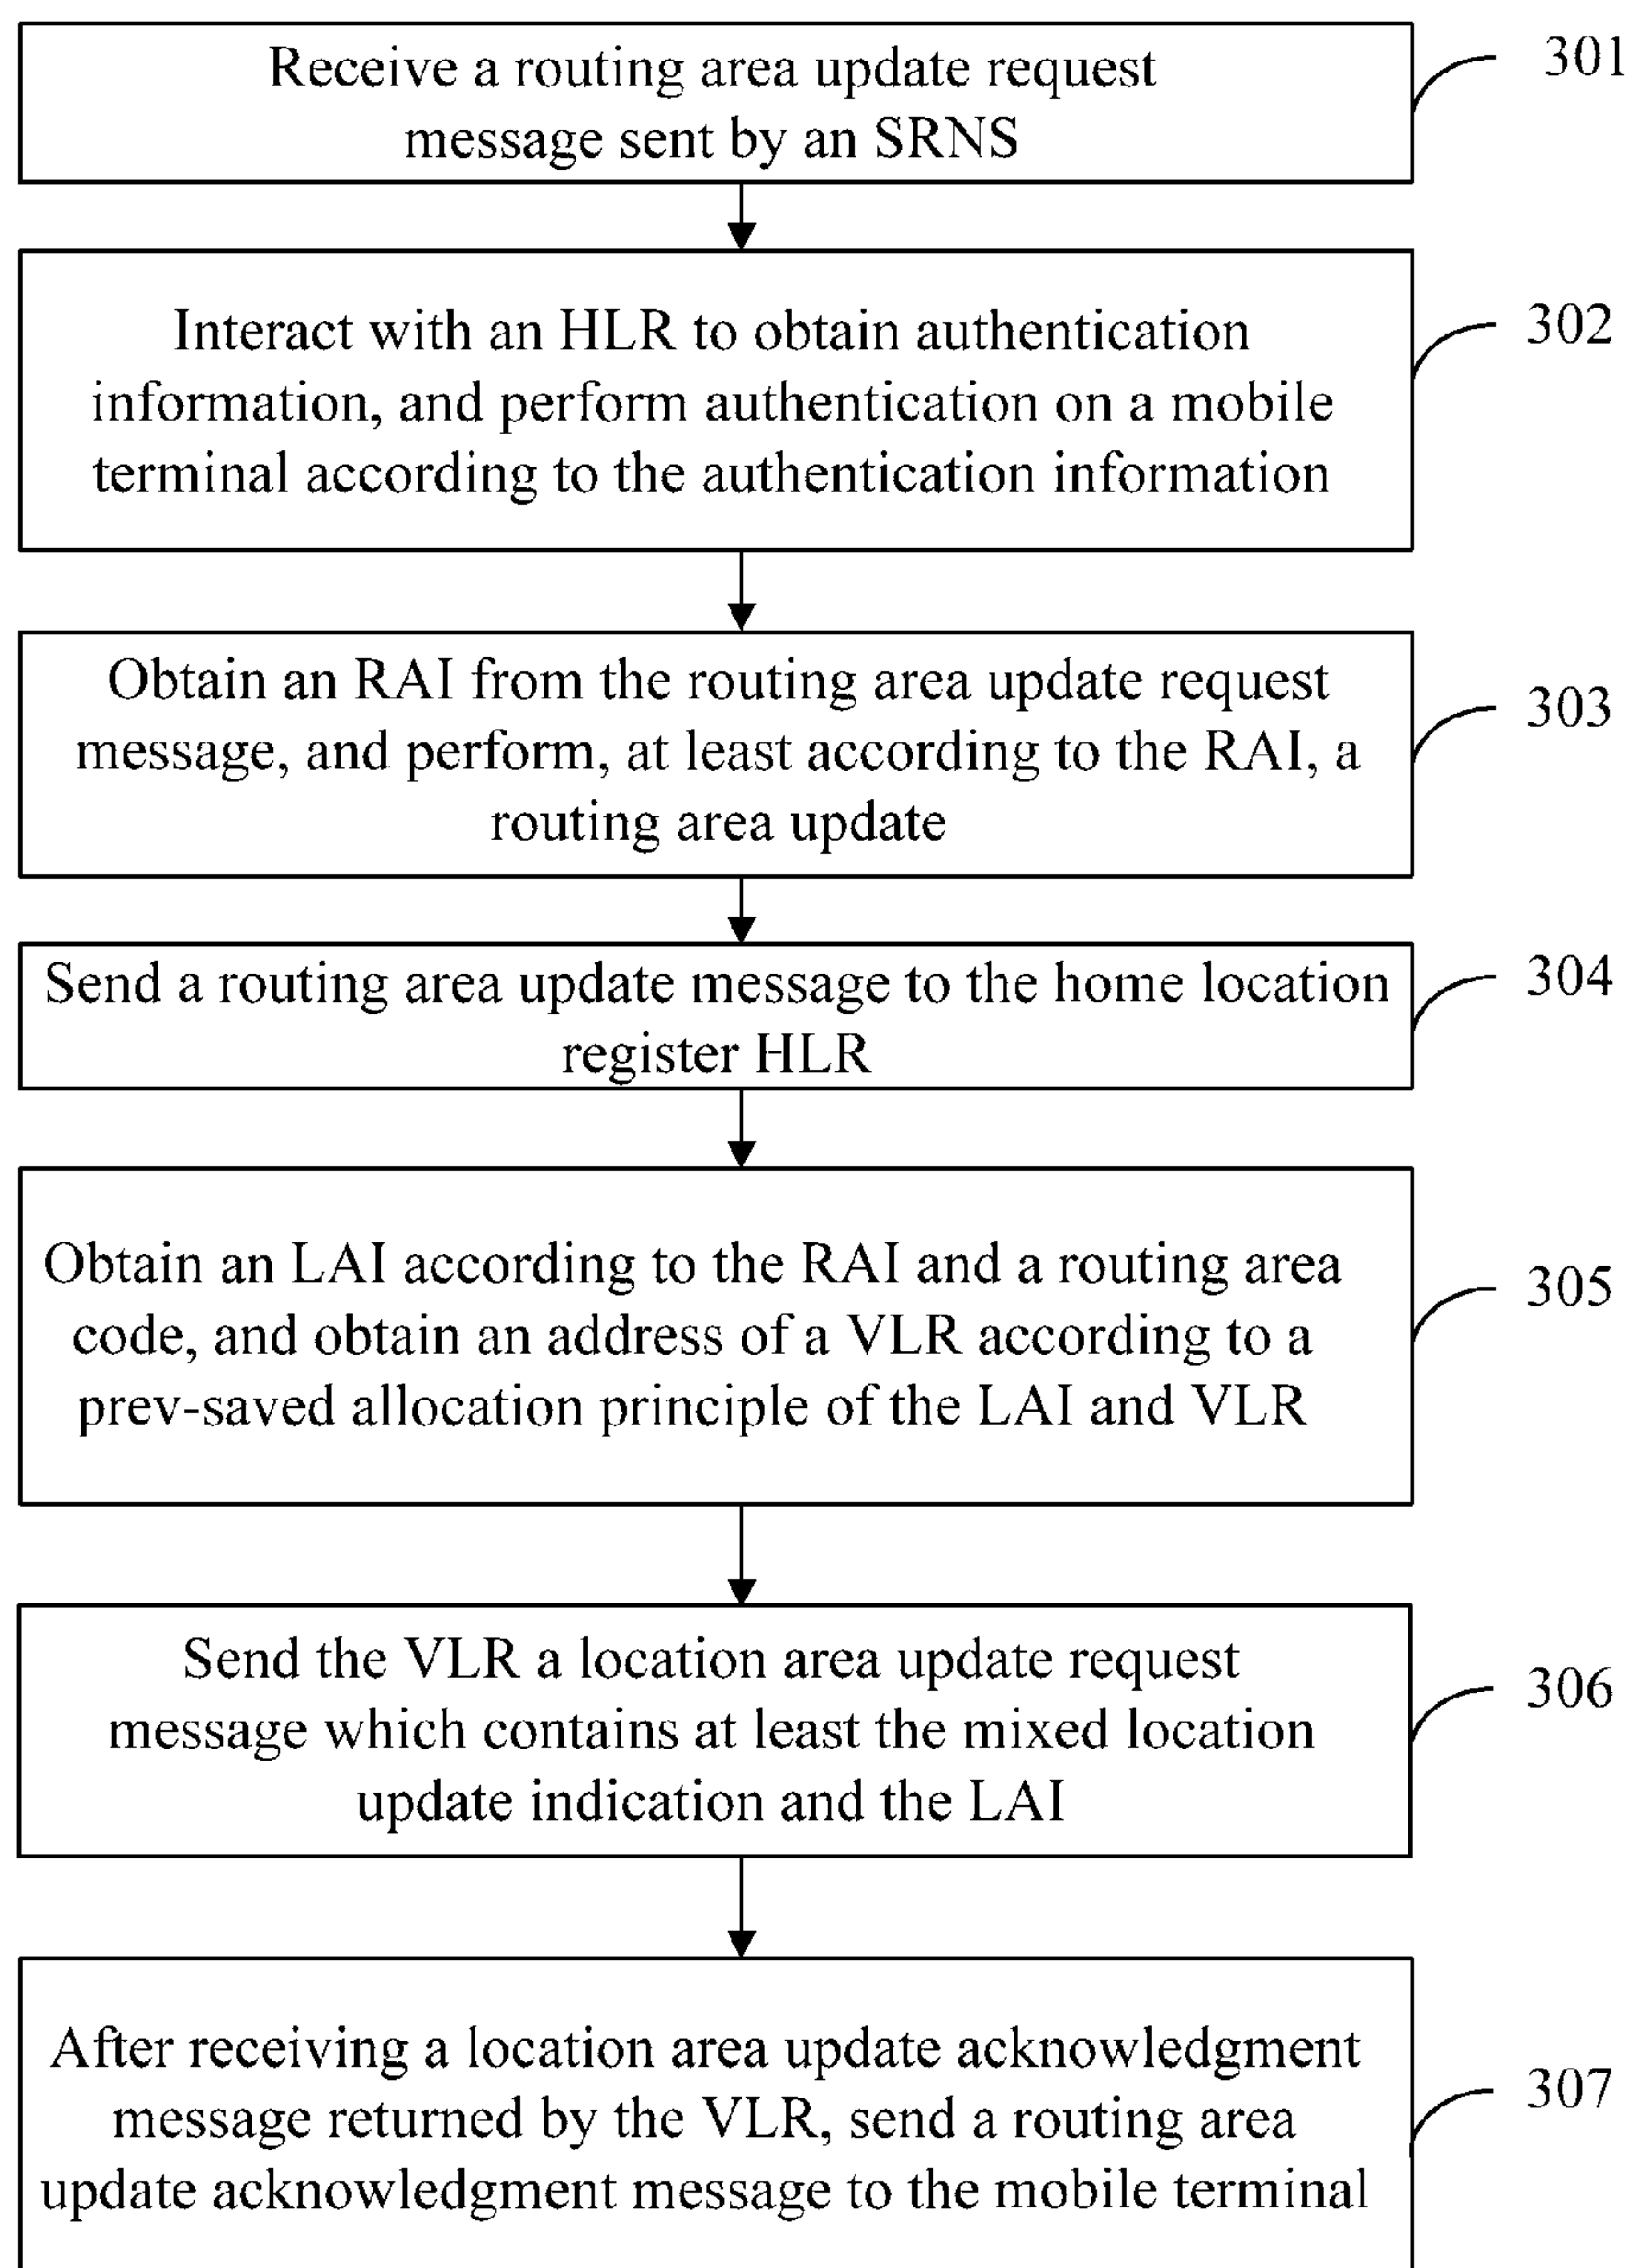 Receive a routing area update request
message sent by an SRNS
301
Interact with an HLR to obtain authentication
information, and perform authentication on a mobile
terminal according to the authentication information
302
Obtain an RAI from the routing area update request
message, and perform, at least according to the RAI, a
routing area update
303
Send a routing area update message to the home location
register HLR
304
Obtain an LAI according to the RAI and a routing area
code, and obtain an address of a VLR according to a
prev-saved allocation principle of the LAI and VLR
305
Send the VLR a location area update request
message which contains at least the mixed location
update indication and the LAI
306
After receiving a location area update acknowledgment
message returned by the VLR, send a routing area
update acknowledgment message to the mobile terminal
307